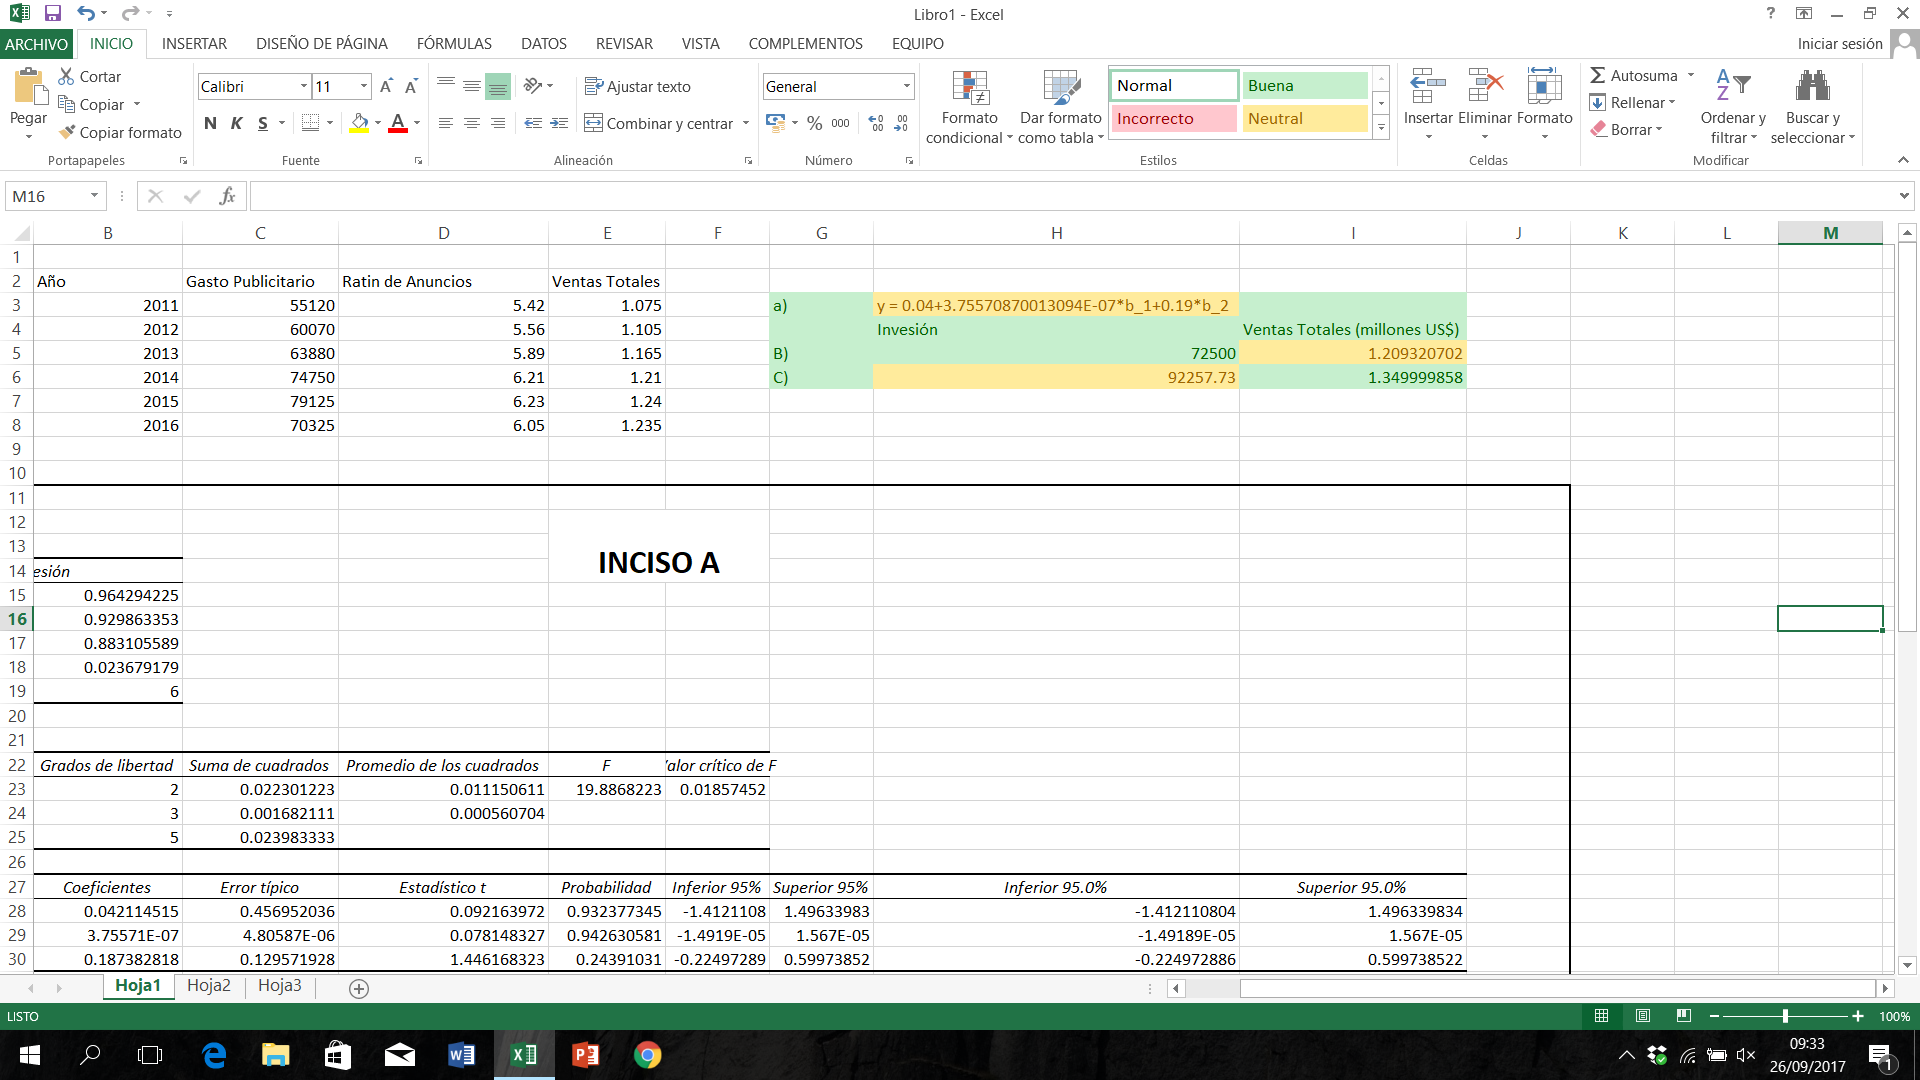 Libro1 - Excel
ARCHIVO INICIO INSERTAR DISEÑO DE PÁGINA FÓRMULAS DATOS REVISAR VISTA COMPLEMENTOS EQUIPO Iniciar sesión
Pegar
Cortar
Copiar
Copiar formato
Portapapeles
Calibri 11
N K S
Fuente
Ajustar texto
Combinar y centrar
Alineación
General
% 000
Número
Formato condicional
Dar formato como tabla
Normal Buena
Incorrecto Neutral
Estilos
Insertar Eliminar Formato
Celdas
Autosuma
Rellenar
Borrar
Ordenar y filtrar
Buscar y seleccionar
Modificar
M16 fx
B C D E F G H I J K L M
1
2 Año Gasto Publicitario Ratin de Anuncios Ventas Totales
3 2011 55120 5.42 1.075 a) y = 0.04+3.75570870013094E-07*b_1+0.19*b_2
4 2012 60070 5.56 1.105 Invesión Ventas Totales (millones US$)
5 2013 63880 5.89 1.165 B) 72500 1.209320702
6 2014 74750 6.21 1.21 C) 92257.73 1.349999858
7 2015 79125 6.23 1.24
8 2016 70325 6.05 1.235
9
10
11
12
13
INCISO A
14 esión
15 0.964294225
16 0.929863353
17 0.883105589
18 0.023679179
19 6
20
21
22 Grados de libertad Suma de cuadrados Promedio de los cuadrados F alor crítico de F
23 2 0.022301223 0.011150611 19.8868223 0.01857452
24 3 0.001682111 0.000560704
25 5 0.023983333
26
27 Coeficientes Error típico Estadístico t Probabilidad Inferior 95% Superior 95% Inferior 95.0% Superior 95.0%
28 0.042114515 0.456952036 0.092163972 0.932377345 -1.4121108 1.49633983 -1.412110804 1.496339834
29 3.75571E-07 4.80587E-06 0.078148327 0.942630581 -1.4919E-05 1.567E-05 -1.49189E-05 1.567E-05
30 0.187382818 0.129571928 1.446168323 0.24391031 -0.22497289 0.59973852 -0.224972886 0.599738522
Hoja1 Hoja2 Hoja3
LISTO 100%
09:33
26/09/2017
1